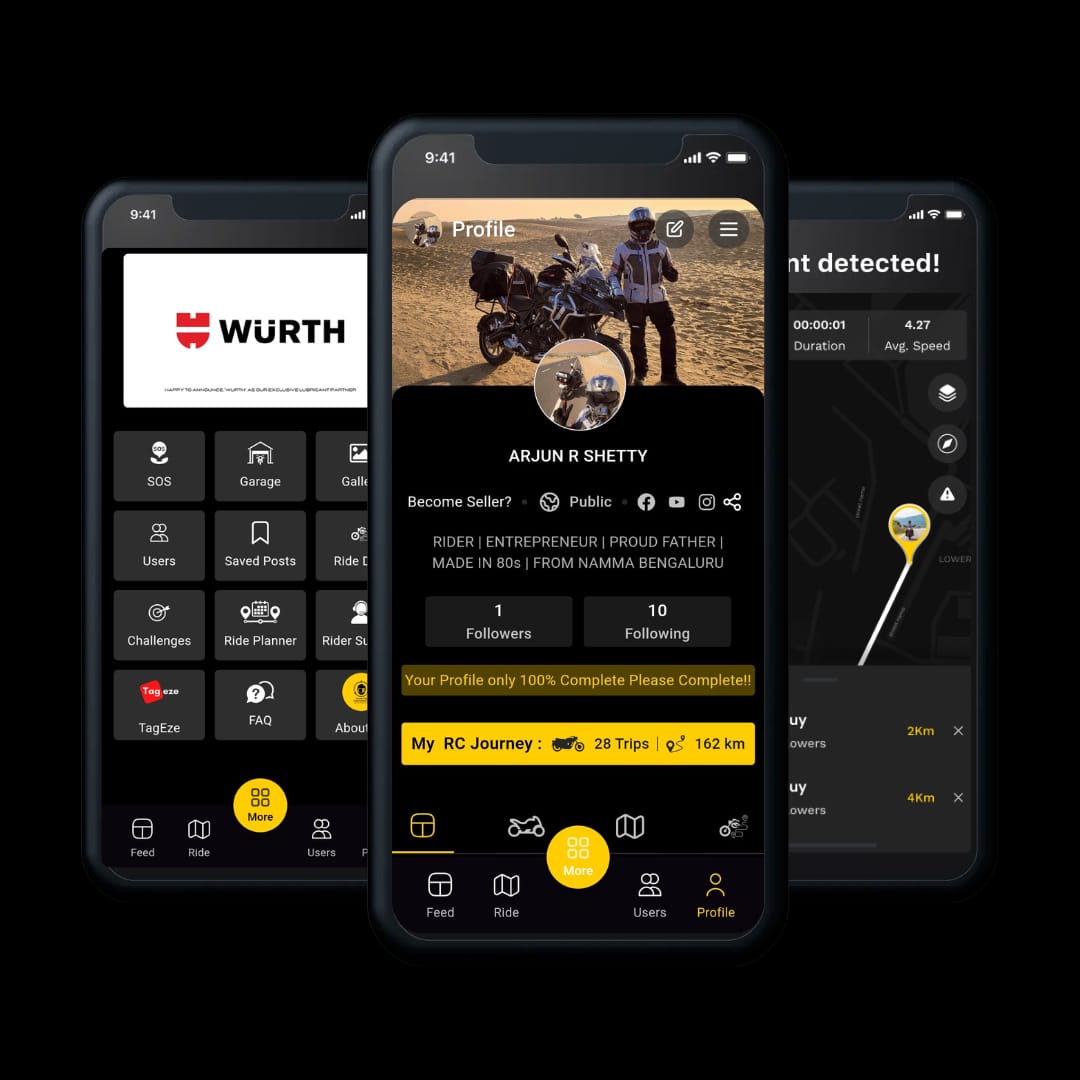 9:41
WÜRTH
HAPPY TO ANNOUNCE 'WURTH' AS OUR EXCLUSIVE LUBRICANT PARTNER
SOS
SOS
Garage
Galle
Users
Saved Posts
Ride D
Challenges
Ride Planner
Rider Su
Tag eze
TagEze
FAQ
About
More
Feed
Ride
Users
P
9:41
Profile
ARJUN R SHETTY
Become Seller? • Public •
RIDER | ENTREPRENEUR | PROUD FATHER |
MADE IN 80s | FROM NAMMA BENGALURU
1
Followers
10
Following
Your Profile only 100% Complete Please Complete!!
My RC Journey : 28 Trips | 162 km
More
Feed
Ride
Users
Profile
nt detected!
00:00:01
Duration
4.27
Avg. Speed
LOWER
uy
owers
2Km
uy
owers
4Km